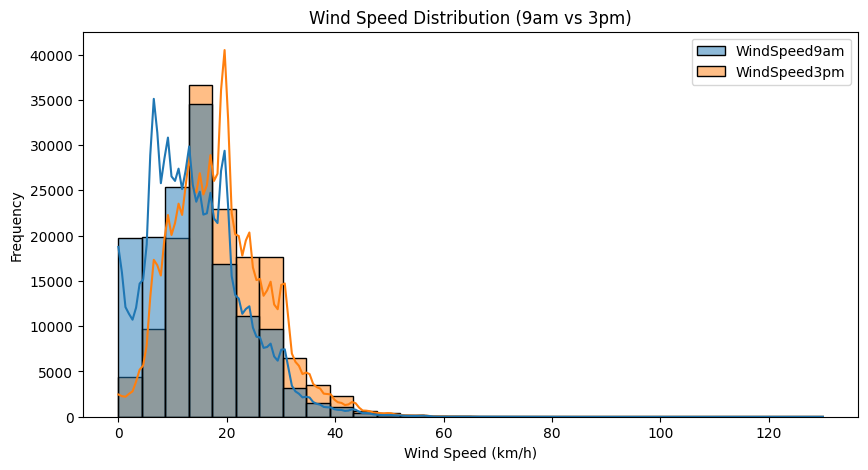 Wind Speed Distribution (9am vs 3pm)
WindSpeed9am
WindSpeed3pm
40000
35000
30000
25000
20000
15000
10000
5000
0
Frequency
0 20 40 60 80 100 120
Wind Speed (km/h)